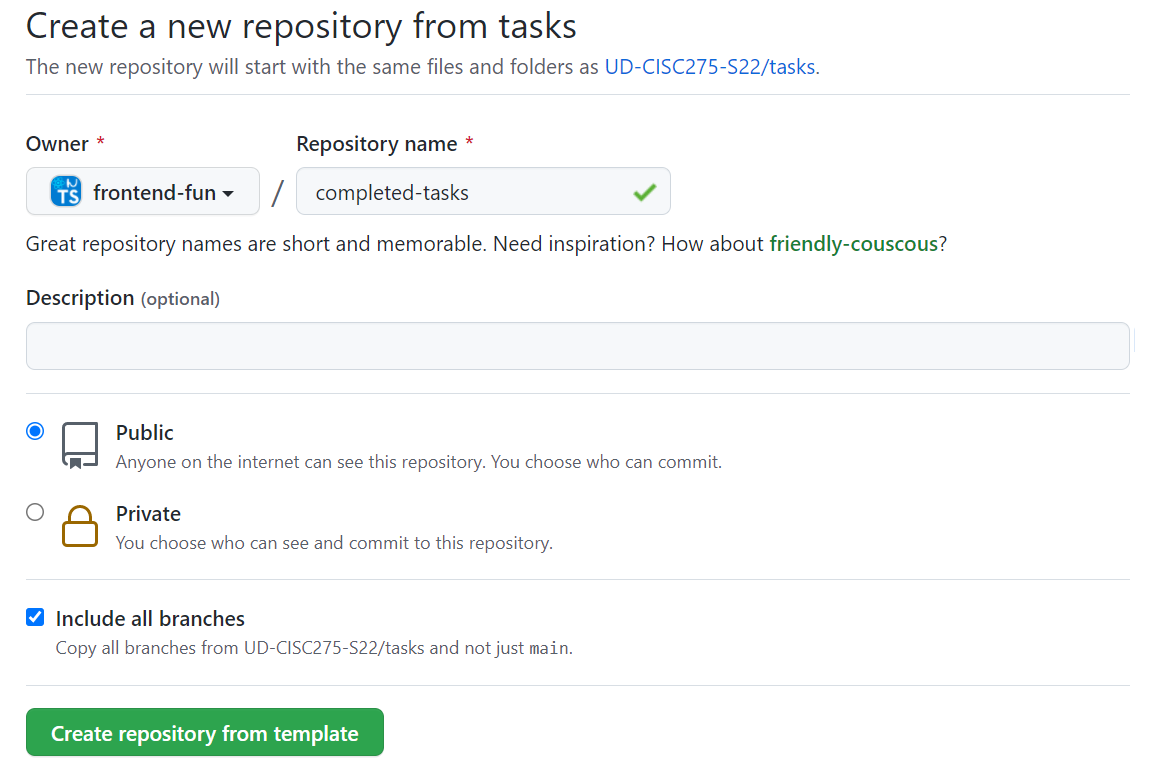 Create a new repository from tasks
The new repository will start with the same files and folders as UD-CISC275-S22/tasks.
Owner * Repository name *
TS frontend-fun / completed-tasks
Great repository names are short and memorable. Need inspiration? How about friendly-couscous?
Description (optional)
Public
Anyone on the internet can see this repository. You choose who can commit.
Private
You choose who can see and commit to this repository.
Include all branches
Copy all branches from UD-CISC275-S22/tasks and not just main.
Create repository from template